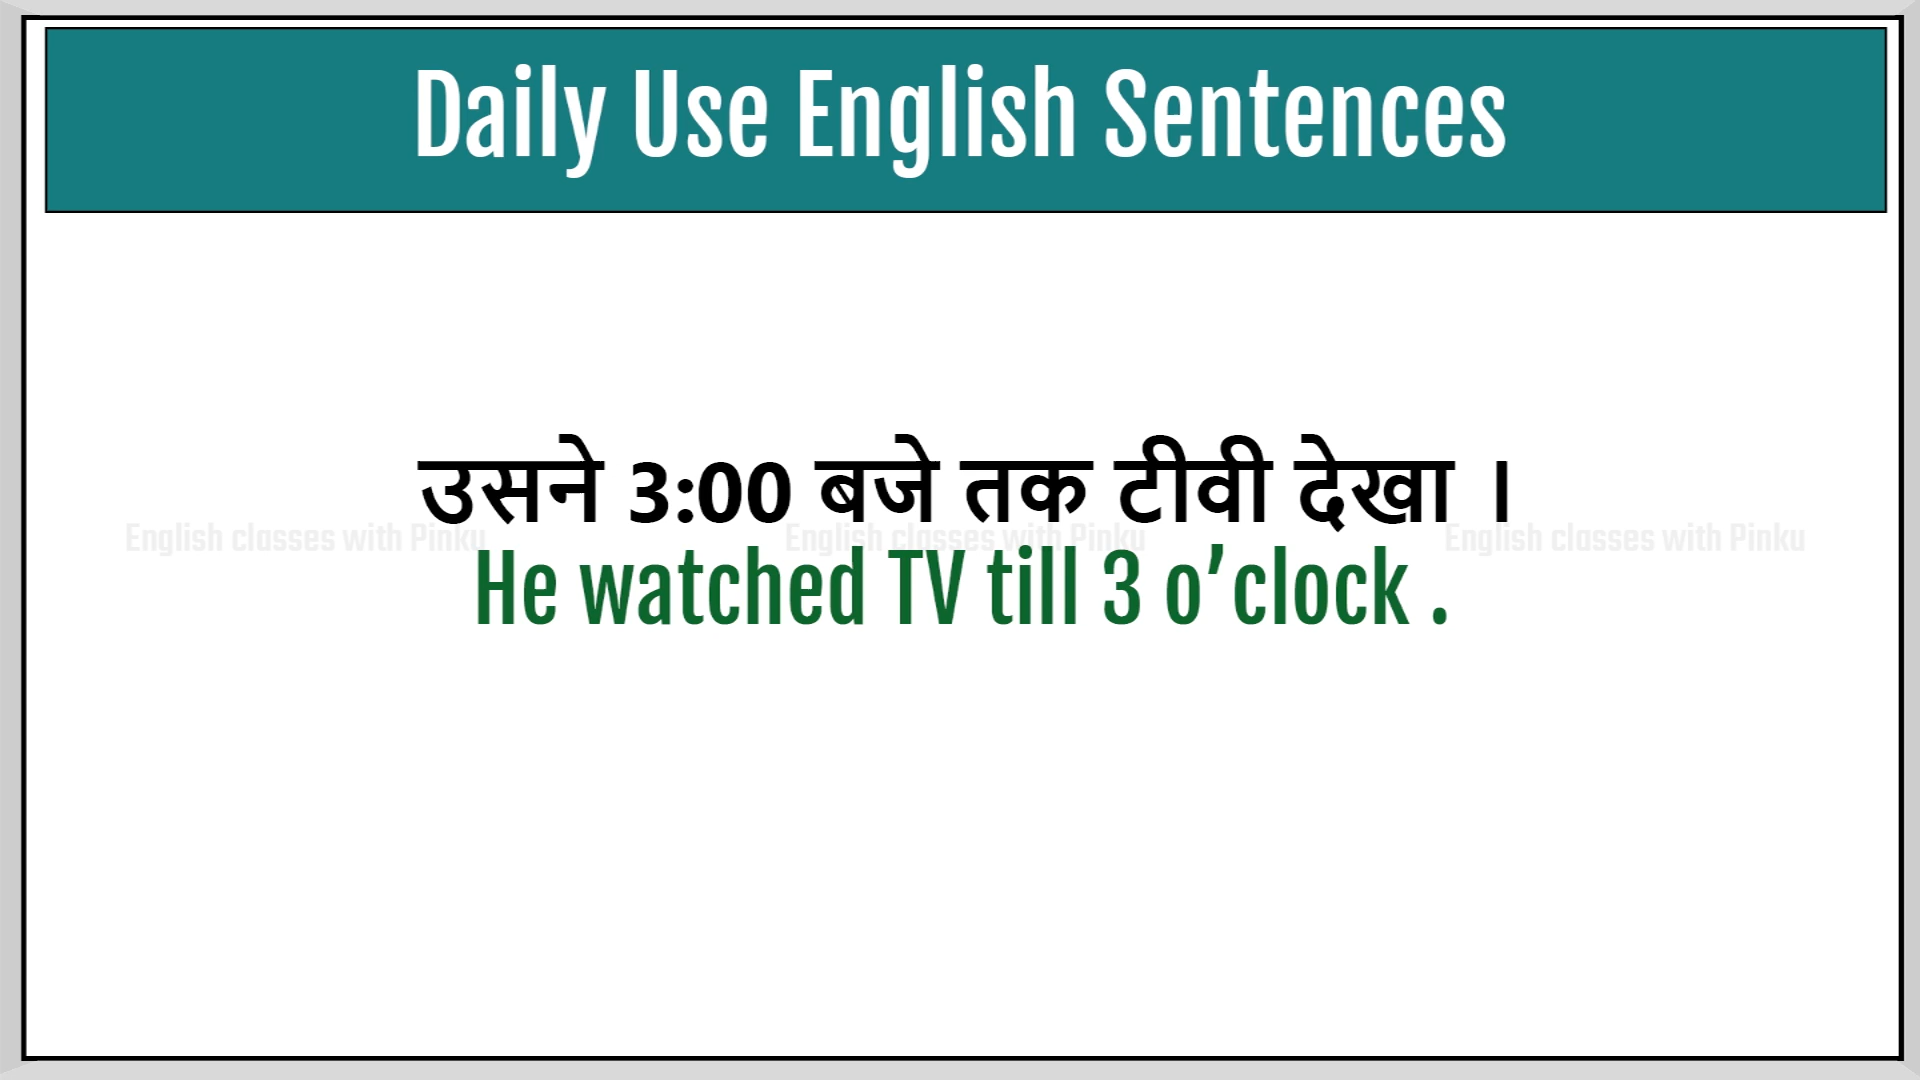 Daily Use English Sentences
उसने 3:00 बजे तक टीवी देखा ।
English classes with Pinku English classes with Pinku English classes with Pinku
He watched TV till 3 o’clock .